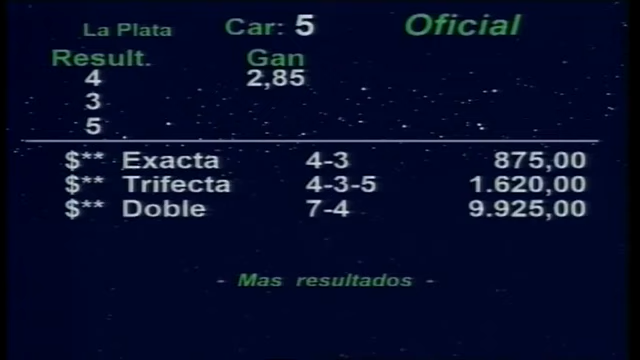 La Plata Car: 5 Oficial
Result. Gan
4 2,85
3
5
$** Exacta 4-3 875,00
$** Trifecta 4-3-5 1.620,00
$** Doble 7-4 9.925,00
- Mas resultados -